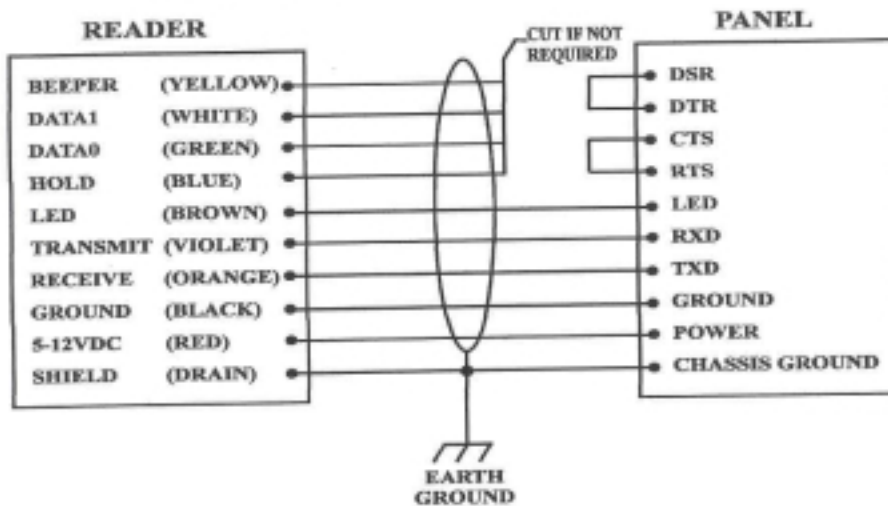 READER
BEEPER (YELLOW)
DATA1 (WHITE)
DATA0 (GREEN)
HOLD (BLUE)
LED (BROWN)
TRANSMIT (VIOLET)
RECEIVE (ORANGE)
GROUND (BLACK)
5-12VDC (RED)
SHIELD (DRAIN)
CUT IF NOT
REQUIRED
PANEL
DSR
DTR
CTS
RTS
LED
RXD
TXD
GROUND
POWER
CHASSIS GROUND
EARTH
GROUND